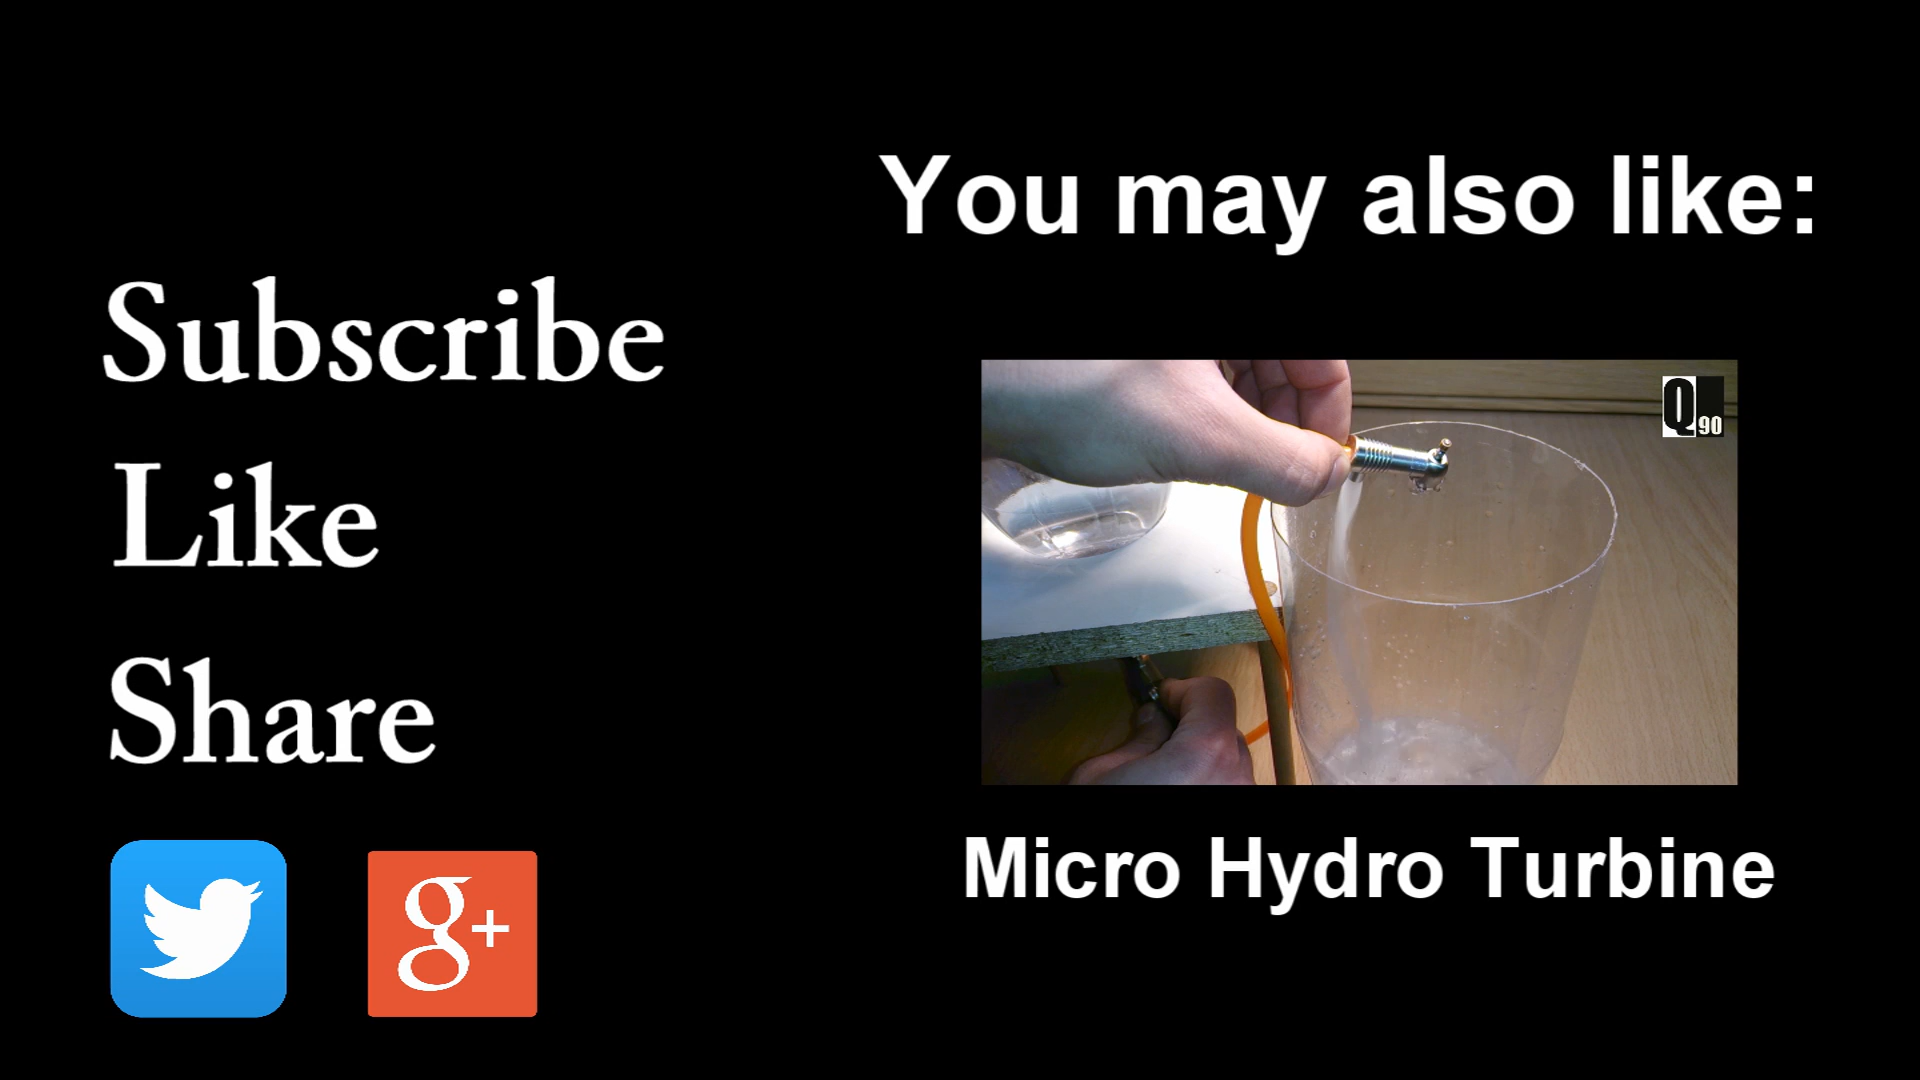 You may also like:
Subscribe
Like
Share
Q90
g+
Micro Hydro Turbine